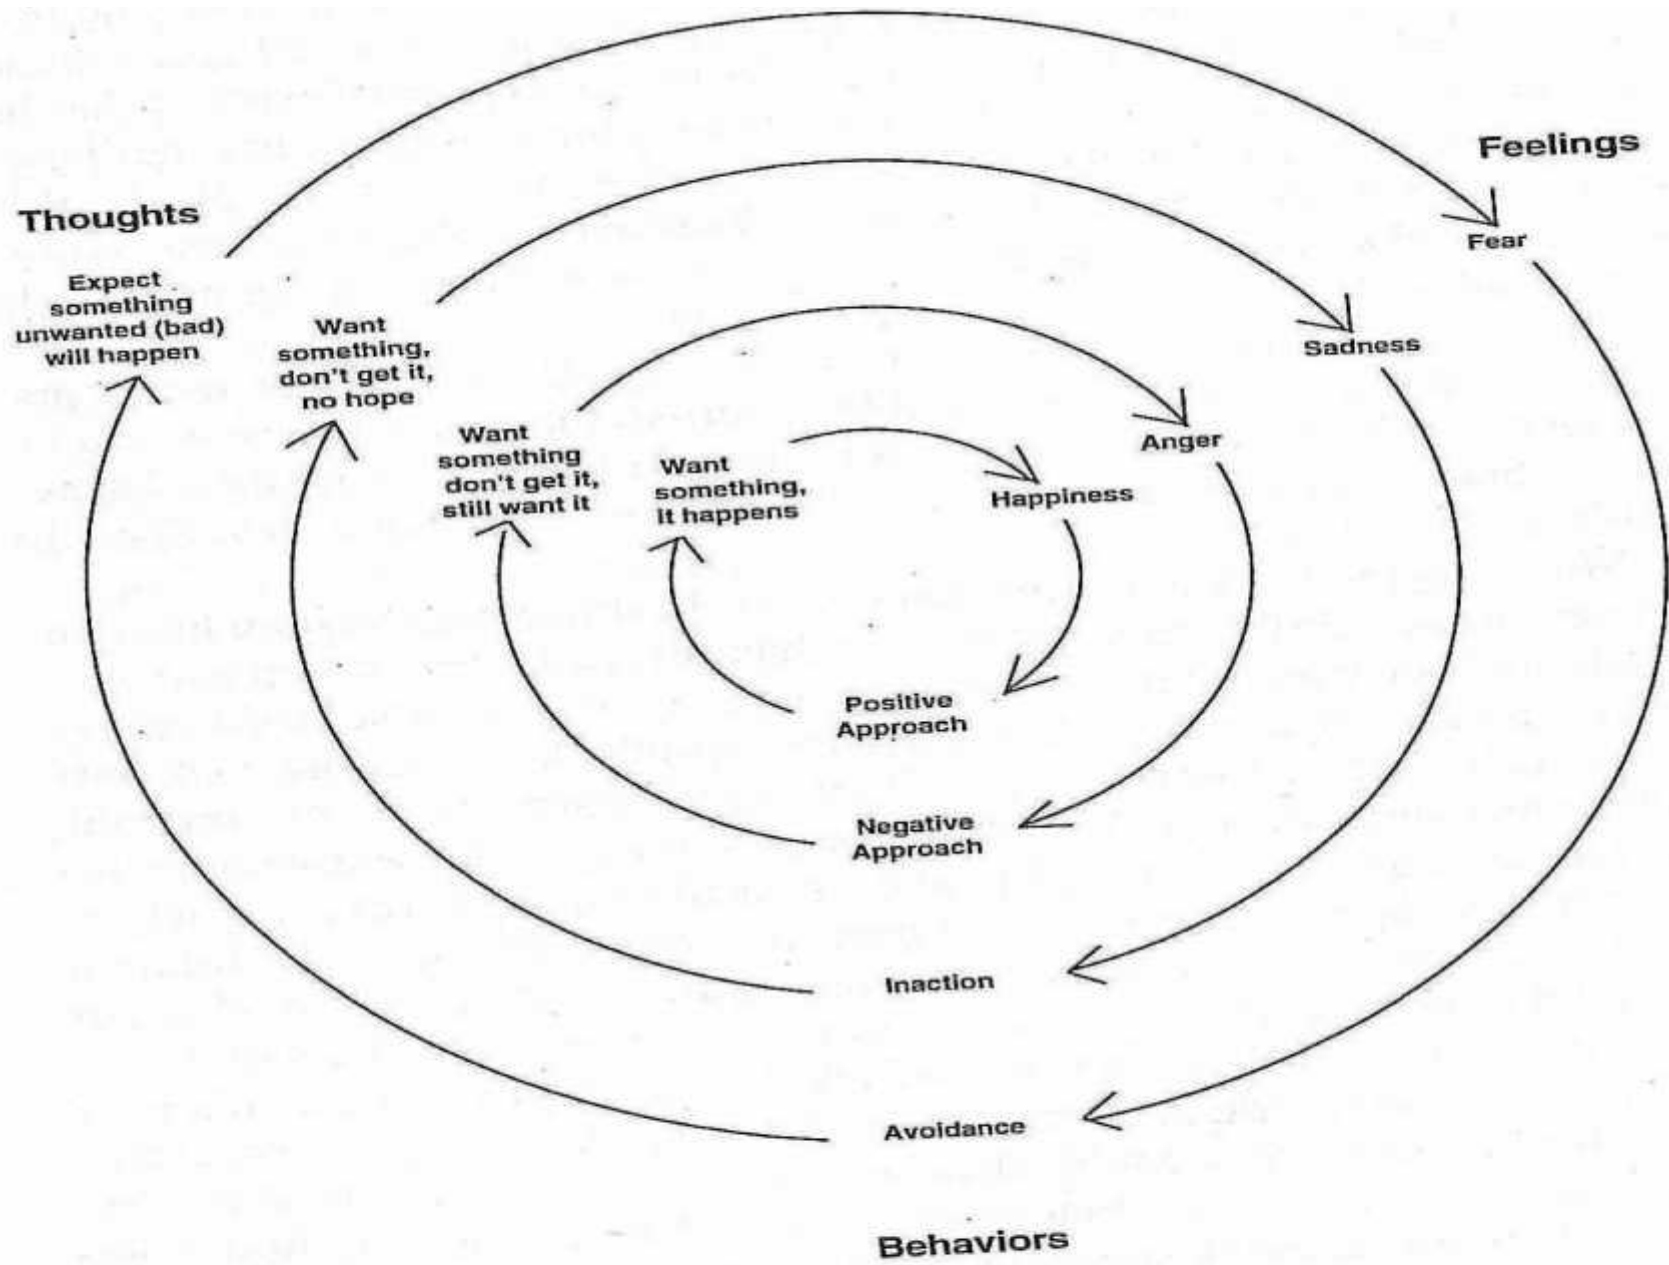 Feelings
Thoughts
Fear
Expect
something
unwanted (bad)
will happen
Want
something,
don't get it,
no hope
Sadness
Want
something
don't get it,
still want it
Anger
Want
something,
it happens
Happiness
Positive
Approach
Negative
Approach
Inaction
Avoidance
Behaviors